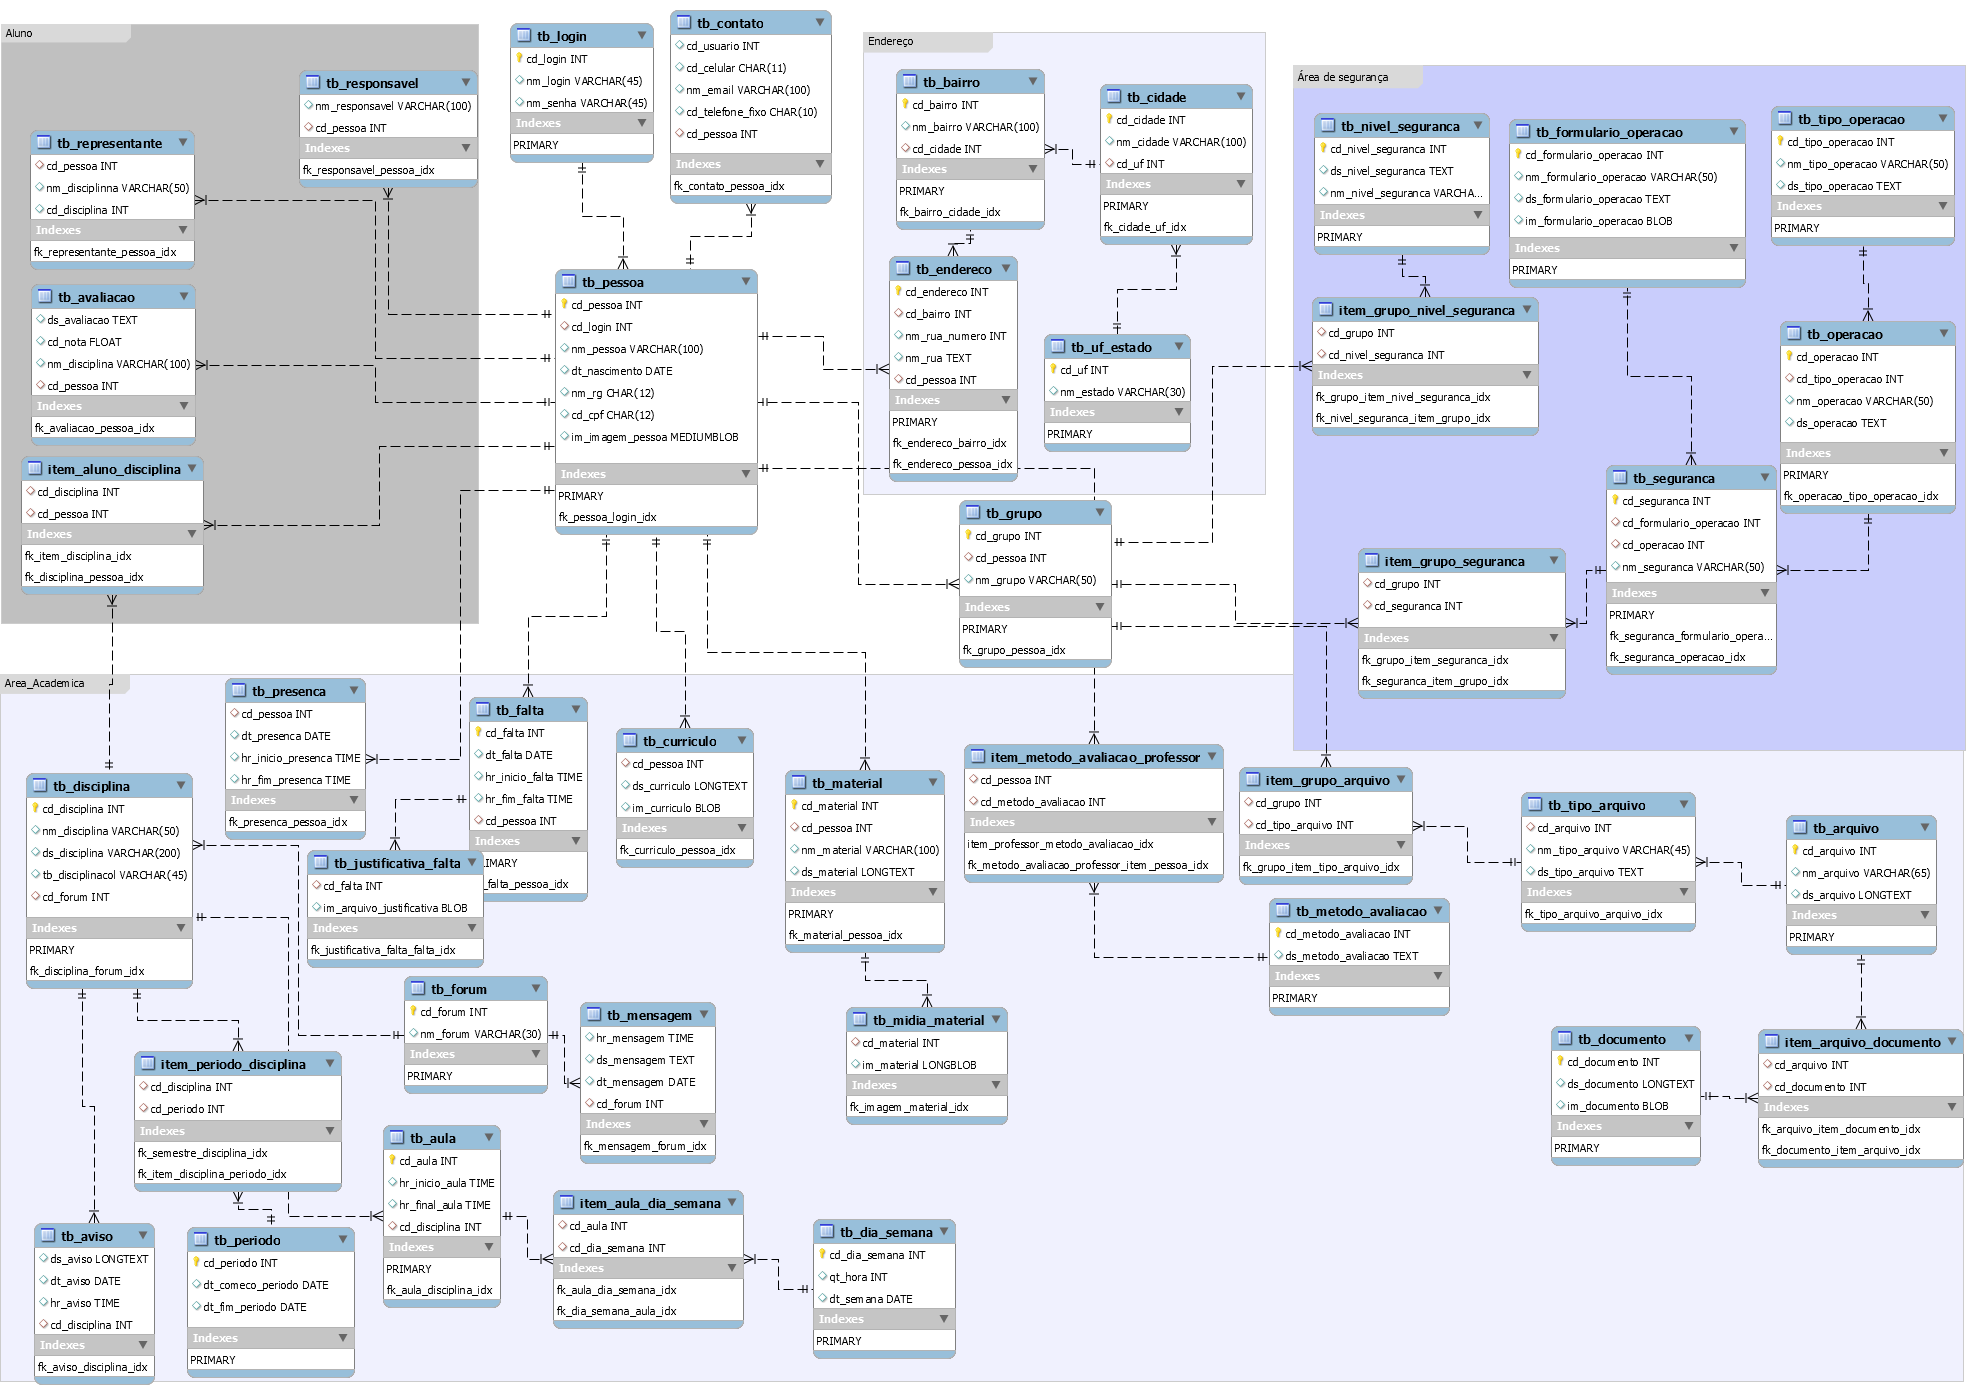 Aluno
tb_responsavel
nm_responsavel VARCHAR(100)
cd_pessoa INT
Indexes
fk_responsavel_pessoa_idx
tb_representante
cd_pessoa INT
nm_disciplinna VARCHAR(50)
cd_disciplina INT
Indexes
fk_representante_pessoa_idx
tb_avaliacao
ds_avaliacao TEXT
cd_nota FLOAT
nm_disciplina VARCHAR(100)
cd_pessoa INT
Indexes
fk_avaliacao_pessoa_idx
item_aluno_disciplina
cd_disciplina INT
cd_pessoa INT
Indexes
fk_item_disciplina_idx
fk_disciplina_pessoa_idx
tb_login
cd_login INT
nm_login VARCHAR(45)
nm_senha VARCHAR(45)
Indexes
PRIMARY
tb_contato
cd_usuario INT
cd_celular CHAR(11)
nm_email VARCHAR(100)
cd_telefone_fixo CHAR(10)
cd_pessoa INT
Indexes
fk_contato_pessoa_idx
tb_pessoa
cd_pessoa INT
cd_login INT
nm_pessoa VARCHAR(100)
dt_nascimento DATE
nm_rg CHAR(12)
cd_cpf CHAR(12)
im_imagem_pessoa MEDIUMBLOB
Indexes
PRIMARY
fk_pessoa_login_idx
Endereço
tb_bairro
cd_bairro INT
nm_bairro VARCHAR(100)
cd_cidade INT
Indexes
PRIMARY
fk_bairro_cidade_idx
tb_cidade
cd_cidade INT
nm_cidade VARCHAR(100)
cd_uf INT
Indexes
PRIMARY
fk_cidade_uf_idx
tb_endereco
cd_endereco INT
cd_bairro INT
nm_rua_numero INT
nm_rua TEXT
cd_pessoa INT
Indexes
PRIMARY
fk_endereco_bairro_idx
fk_endereco_pessoa_idx
tb_uf_estado
cd_uf INT
nm_estado VARCHAR(30)
Indexes
PRIMARY
tb_grupo
cd_grupo INT
cd_pessoa INT
nm_grupo VARCHAR(50)
Indexes
PRIMARY
fk_grupo_pessoa_idx
Área de segurança
tb_nivel_seguranca
cd_nivel_seguranca INT
ds_nivel_seguranca TEXT
nm_nivel_seguranca VARCHA...
Indexes
PRIMARY
tb_formulario_operacao
cd_formulario_operacao INT
nm_formulario_operacao VARCHAR(50)
ds_formulario_operacao TEXT
im_formulario_operacao BLOB
Indexes
PRIMARY
tb_tipo_operacao
cd_tipo_operacao INT
nm_tipo_operacao VARCHAR(50)
ds_tipo_operacao TEXT
Indexes
PRIMARY
item_grupo_nivel_seguranca
cd_grupo INT
cd_nivel_seguranca INT
Indexes
fk_grupo_item_nivel_seguranca_idx
fk_nivel_seguranca_item_grupo_idx
tb_operacao
cd_operacao INT
cd_tipo_operacao INT
nm_operacao VARCHAR(50)
ds_operacao TEXT
Indexes
PRIMARY
fk_operacao_tipo_operacao_idx
tb_seguranca
cd_seguranca INT
cd_formulario_operacao INT
cd_operacao INT
nm_seguranca VARCHAR(50)
Indexes
PRIMARY
fk_seguranca_formulario_opera...
fk_seguranca_operacao_idx
item_grupo_seguranca
cd_grupo INT
cd_seguranca INT
Indexes
fk_grupo_item_seguranca_idx
fk_seguranca_item_grupo_idx
Area_Academica
tb_presenca
cd_pessoa INT
dt_presenca DATE
hr_inicio_presenca TIME
hr_fim_presenca TIME
Indexes
fk_presenca_pessoa_idx
tb_falta
cd_falta INT
dt_falta DATE
hr_inicio_falta TIME
hr_fim_falta TIME
cd_pessoa INT
Indexes
IMARY
_falta_pessoa_idx
tb_justificativa_falta
cd_falta INT
im_arquivo_justificativa BLOB
Indexes
fk_justificativa_falta_falta_idx
tb_curriculo
cd_pessoa INT
ds_curriculo LONGTEXT
im_curriculo BLOB
Indexes
fk_curriculo_pessoa_idx
tb_material
cd_material INT
cd_pessoa INT
nm_material VARCHAR(100)
ds_material LONGTEXT
Indexes
PRIMARY
fk_material_pessoa_idx
item_metodo_avaliacao_professor
cd_pessoa INT
cd_metodo_avaliacao INT
Indexes
item_professor_metodo_avaliacao_idx
fk_metodo_avaliacao_professor_item_pessoa_idx
item_grupo_arquivo
cd_grupo INT
cd_tipo_arquivo INT
Indexes
fk_grupo_item_tipo_arquivo_idx
tb_tipo_arquivo
cd_arquivo INT
nm_tipo_arquivo VARCHAR(45)
ds_tipo_arquivo TEXT
Indexes
fk_tipo_arquivo_arquivo_idx
tb_arquivo
cd_arquivo INT
nm_arquivo VARCHAR(65)
ds_arquivo LONGTEXT
Indexes
PRIMARY
tb_disciplina
cd_disciplina INT
nm_disciplina VARCHAR(50)
ds_disciplina VARCHAR(200)
tb_disciplinacol VARCHAR(45)
cd_forum INT
Indexes
PRIMARY
fk_disciplina_forum_idx
tb_metodo_avaliacao
cd_metodo_avaliacao INT
ds_metodo_avaliacao TEXT
Indexes
PRIMARY
tb_forum
cd_forum INT
nm_forum VARCHAR(30)
Indexes
PRIMARY
tb_mensagem
hr_mensagem TIME
ds_mensagem TEXT
dt_mensagem DATE
cd_forum INT
Indexes
fk_mensagem_forum_idx
tb_midia_material
cd_material INT
im_material LONGBLOB
Indexes
fk_imagem_material_idx
tb_documento
cd_documento INT
ds_documento LONGTEXT
im_documento BLOB
Indexes
PRIMARY
item_arquivo_documento
cd_arquivo INT
cd_documento INT
Indexes
fk_arquivo_item_documento_idx
fk_documento_item_arquivo_idx
item_periodo_disciplina
cd_disciplina INT
cd_periodo INT
Indexes
fk_semestre_disciplina_idx
fk_item_disciplina_periodo_idx
tb_aula
cd_aula INT
hr_inicio_aula TIME
hr_final_aula TIME
cd_disciplina INT
Indexes
PRIMARY
fk_aula_disciplina_idx
item_aula_dia_semana
cd_aula INT
cd_dia_semana INT
Indexes
fk_aula_dia_semana_idx
fk_dia_semana_aula_idx
tb_dia_semana
cd_dia_semana INT
qt_hora INT
dt_semana DATE
Indexes
PRIMARY
tb_aviso
ds_aviso LONGTEXT
dt_aviso DATE
hr_aviso TIME
cd_disciplina INT
Indexes
fk_aviso_disciplina_idx
tb_periodo
cd_periodo INT
dt_comeco_periodo DATE
dt_fim_periodo DATE
Indexes
PRIMARY